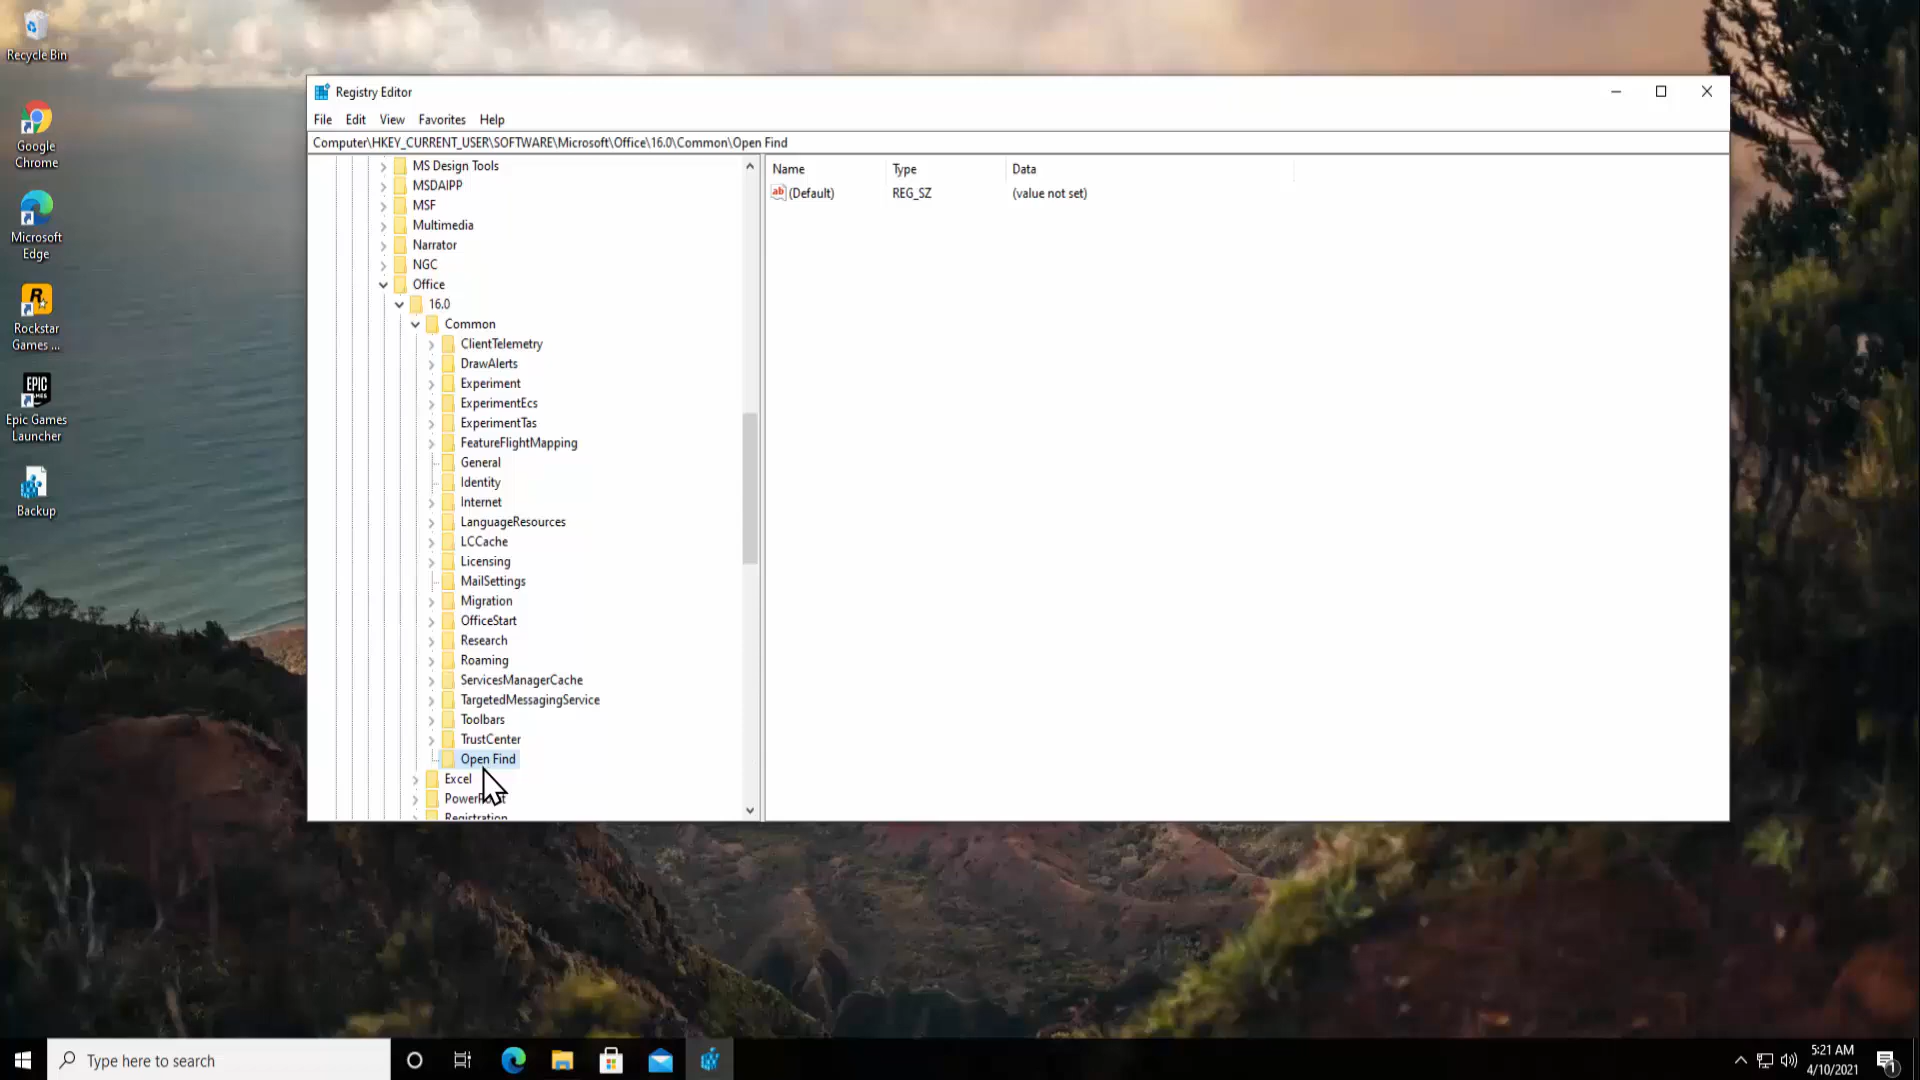 Recycle Bin
Google
Chrome
Microsoft
Edge
Rockstar
Games ...
EPIC
GAMES
Epic Games
Launcher
Backup
Registry Editor
File Edit View Favorites Help
Computer\HKEY_CURRENT_USER\SOFTWARE\Microsoft\Office\16.0\Common\Open Find
MS Design Tools
MSDAIPP
MSF
Multimedia
Narrator
NGC
Office
16.0
Common
ClientTelemetry
DrawAlerts
Experiment
ExperimentEcs
ExperimentTas
FeatureFlightMapping
General
Identity
Internet
LanguageResources
LCCache
Licensing
MailSettings
Migration
OfficeStart
Research
Roaming
ServicesManagerCache
TargetedMessagingService
Toolbars
TrustCenter
Open Find
Excel
Registration
Name Type Data
ab (Default) REG_SZ (value not set)
Type here to search
5:21 AM
4/10/2021
1